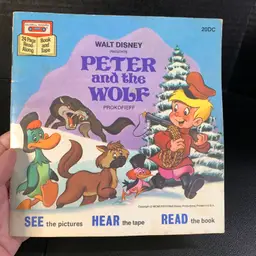 24 Page
Read-
Along
Book
and
Tape
20DC
WALT DISNEY
PRESENTS
PETER
and the
WOLF
PROKOFIEFF
SEE the pictures HEAR the tape READ the book